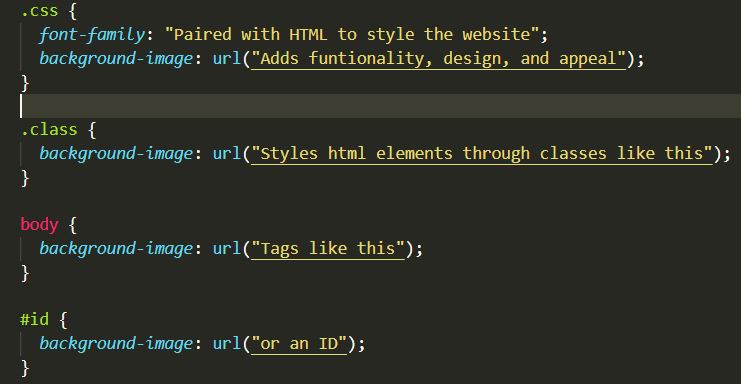 .css {
font-family: "Paired with HTML to style the website";
background-image: url("Adds funtionality, design, and appeal");
}
.class {
background-image: url("Styles html elements through classes like this");
}
body {
background-image: url("Tags like this");
}
#id {
background-image: url("or an ID");
}